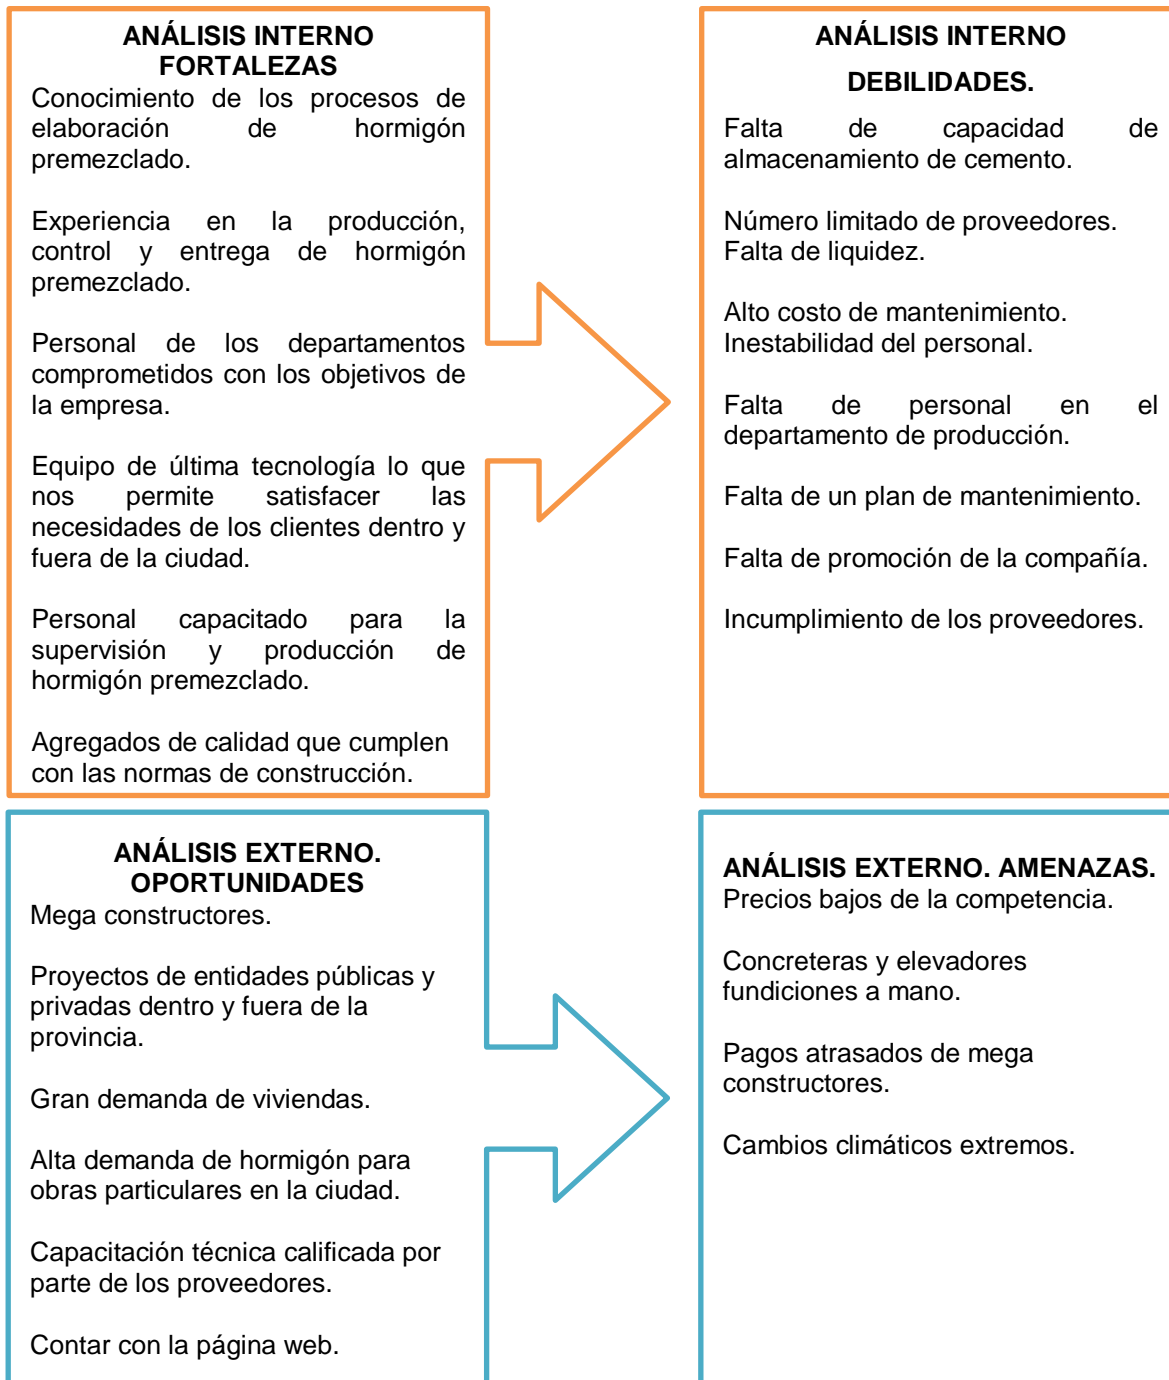 ANÁLISIS INTERNO
FORTALEZAS
Conocimiento de los procesos de
elaboración de hormigón
premezclado.
Experiencia en la producción,
control y entrega de hormigón
premezclado.
Personal de los departamentos
comprometidos con los objetivos de
la empresa.
Equipo de última tecnología lo que
nos permite satisfacer las
necesidades de los clientes dentro y
fuera de la ciudad.
Personal capacitado para la
supervisión y producción de
hormigón premezclado.
Agregados de calidad que cumplen
con las normas de construcción.
ANÁLISIS INTERNO
DEBILIDADES.
Falta de capacidad de
almacenamiento de cemento.
Número limitado de proveedores.
Falta de liquidez.
Alto costo de mantenimiento.
Inestabilidad del personal.
Falta de personal en el
departamento de producción.
Falta de un plan de mantenimiento.
Falta de promoción de la compañía.
Incumplimiento de los proveedores.
ANÁLISIS EXTERNO.
OPORTUNIDADES
Mega constructores.
Proyectos de entidades públicas y
privadas dentro y fuera de la
provincia.
Gran demanda de viviendas.
Alta demanda de hormigón para
obras particulares en la ciudad.
Capacitación técnica calificada por
parte de los proveedores.
Contar con la página web.
ANÁLISIS EXTERNO. AMENAZAS.
Precios bajos de la competencia.
Concreteras y elevadores
fundiciones a mano.
Pagos atrasados de mega
constructores.
Cambios climáticos extremos.